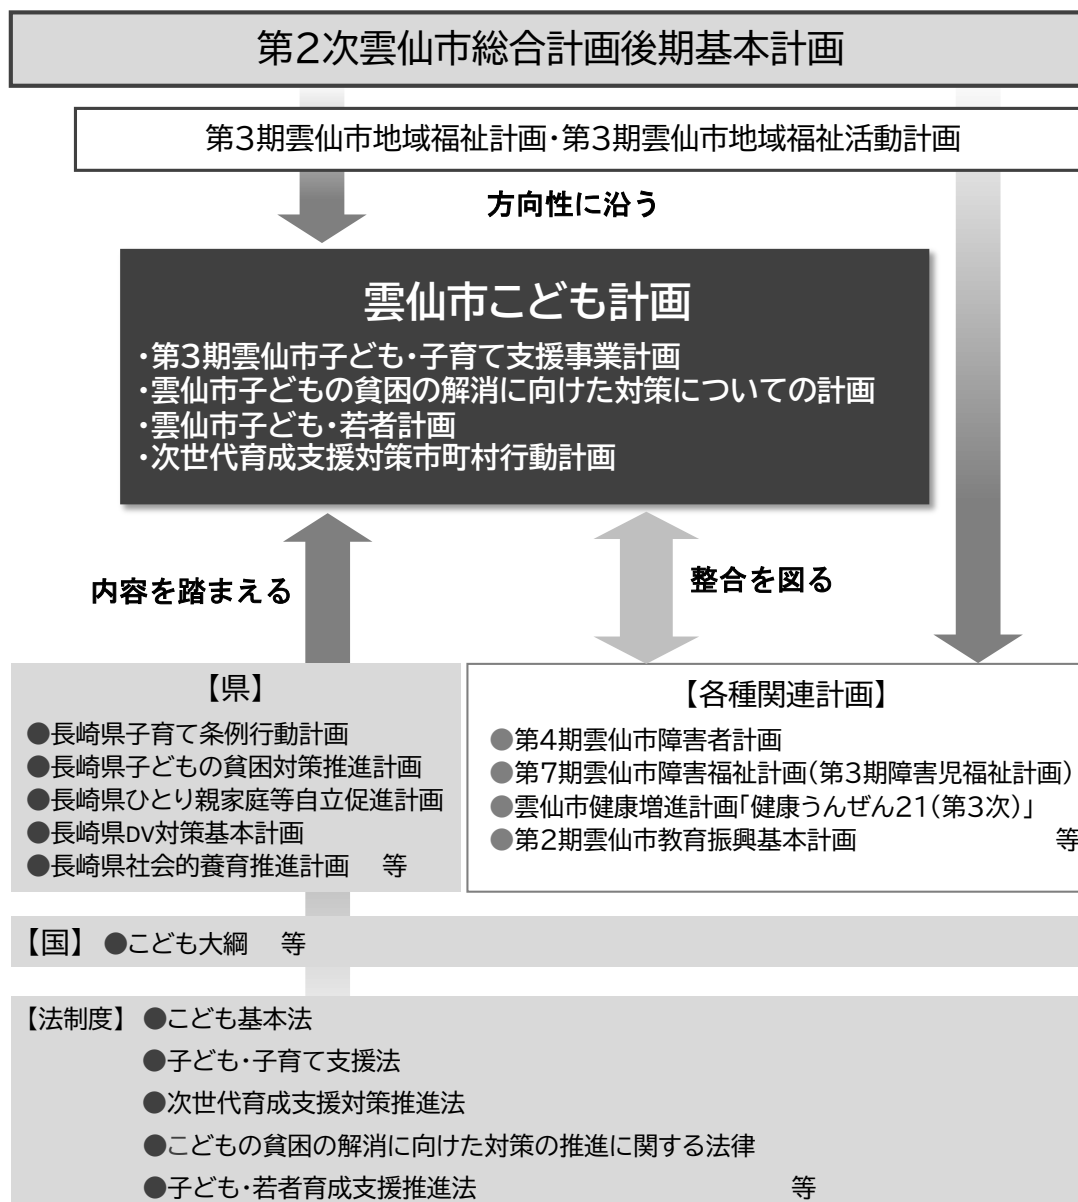 第2次雲仙市総合計画後期基本計画
第3期雲仙市地域福祉計画・第3期雲仙市地域福祉活動計画
方向性に沿う
雲仙市こども計画
・第3期雲仙市子ども・子育て支援事業計画
・雲仙市子どもの貧困の解消に向けた対策についての計画
・雲仙市子ども・若者計画
・次世代育成支援対策市町村行動計画
内容を踏まえる
整合を図る
【県】
●長崎県子育て条例行動計画
●長崎県子どもの貧困対策推進計画
●長崎県ひとり親家庭等自立促進計画
●長崎県DV対策基本計画
●長崎県社会的養育推進計画　等
【各種関連計画】
●第4期雲仙市障害者計画
●第7期雲仙市障害福祉計画(第3期障害児福祉計画)
●雲仙市健康増進計画「健康うんぜん21(第3次)」
●第2期雲仙市教育振興基本計画　等
【国】 ●こども大綱　等
【法制度】 ●こども基本法
●子ども・子育て支援法
●次世代育成支援対策推進法
●こどもの貧困の解消に向けた対策の推進に関する法律
●子ども・若者育成支援推進法　等